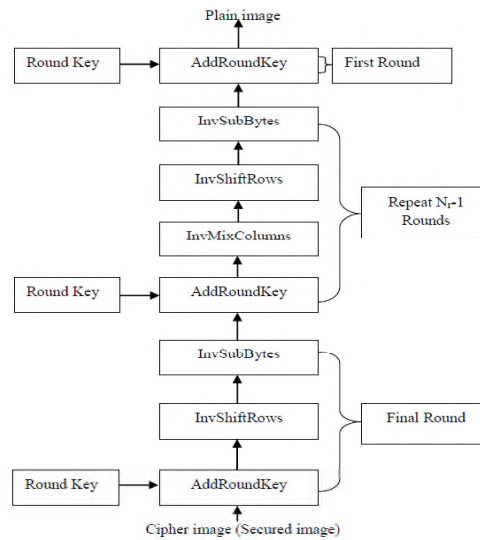 Plain image
Round Key
AddRoundKey
First Round
InvSubBytes
InvShiftRows
Repeat Nr-1
Rounds
InvMixColumns
Round Key
AddRoundKey
InvSubBytes
InvShiftRows
Final Round
Round Key
AddRoundKey
Cipher image (Secured image)